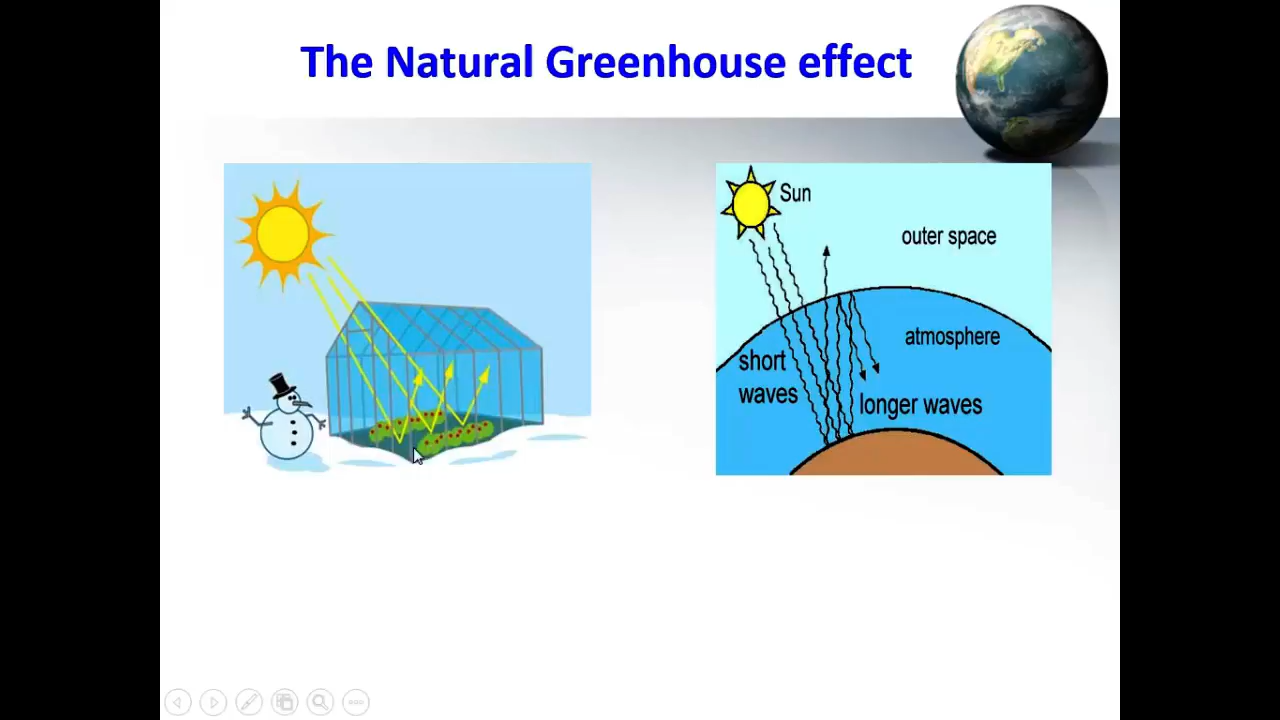 The Natural Greenhouse effect
Sun
outer space
atmosphere
short
waves
longer waves